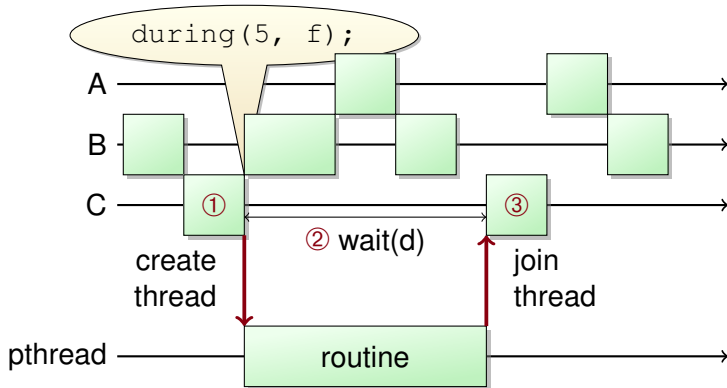 during(5, f);
A
B
C
①
③
② wait(d)
create
thread
join
thread
pthread
routine